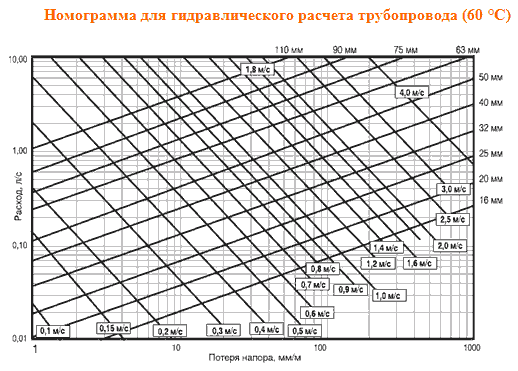 Номограмма для гидравлического расчета трубопровода (60 °С)
110 мм 90 мм 75 мм 63 мм
10,00
1,8 м/с
50 мм
4,0 м/с
40 мм
32 мм
1,00
25 мм
20 мм
3,0 м/с
16 мм
2,5 м/с
Расход, л/с
0,10
1,4 м/с
2,0 м/с
0,8 м/с
1,2 м/с
1,6 м/с
0,7 м/с
0,9 м/с
1,0 м/с
0,6 м/с
0,1 м/с
0,15 м/с
0,2 м/с
0,3 м/с
0,4 м/с
0,5 м/с
0,01
1 10 100 1000
Потеря напора, мм/м